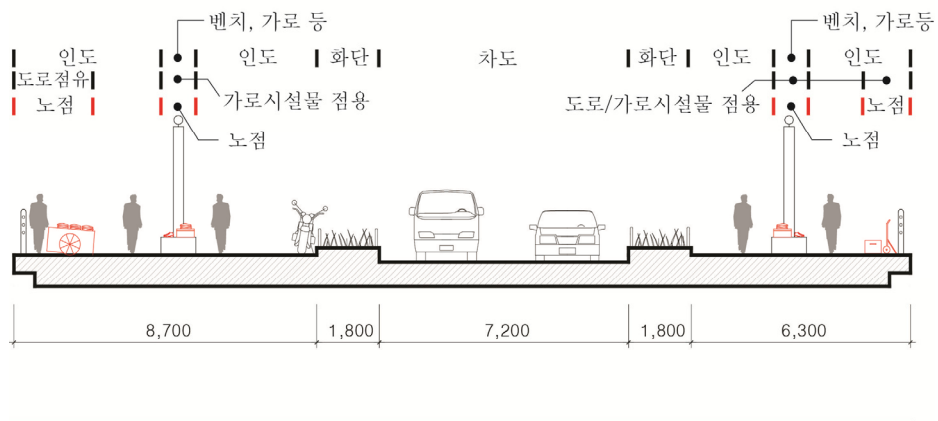 벤치, 가로 등
벤치, 가로등
인도
인도
화단
차도
화단
인도
인도
도로점유
가로시설물 점용
도로/가로시설물 점용
노점
노점
노점
노점
8,700
1,800
7,200
1,800
6,300